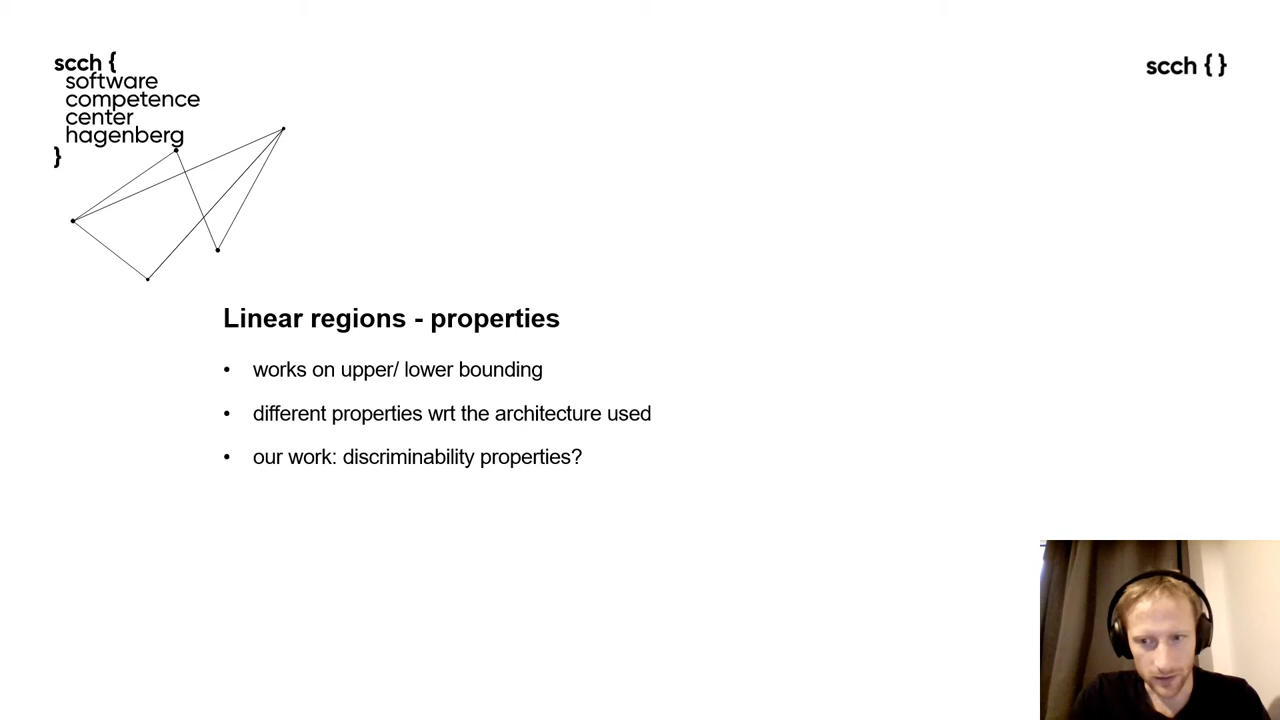 scch {
software
competence
center
hagenberg
}
scch { }
Linear regions - properties
• works on upper/ lower bounding
• different properties wrt the architecture used
• our work: discriminability properties?